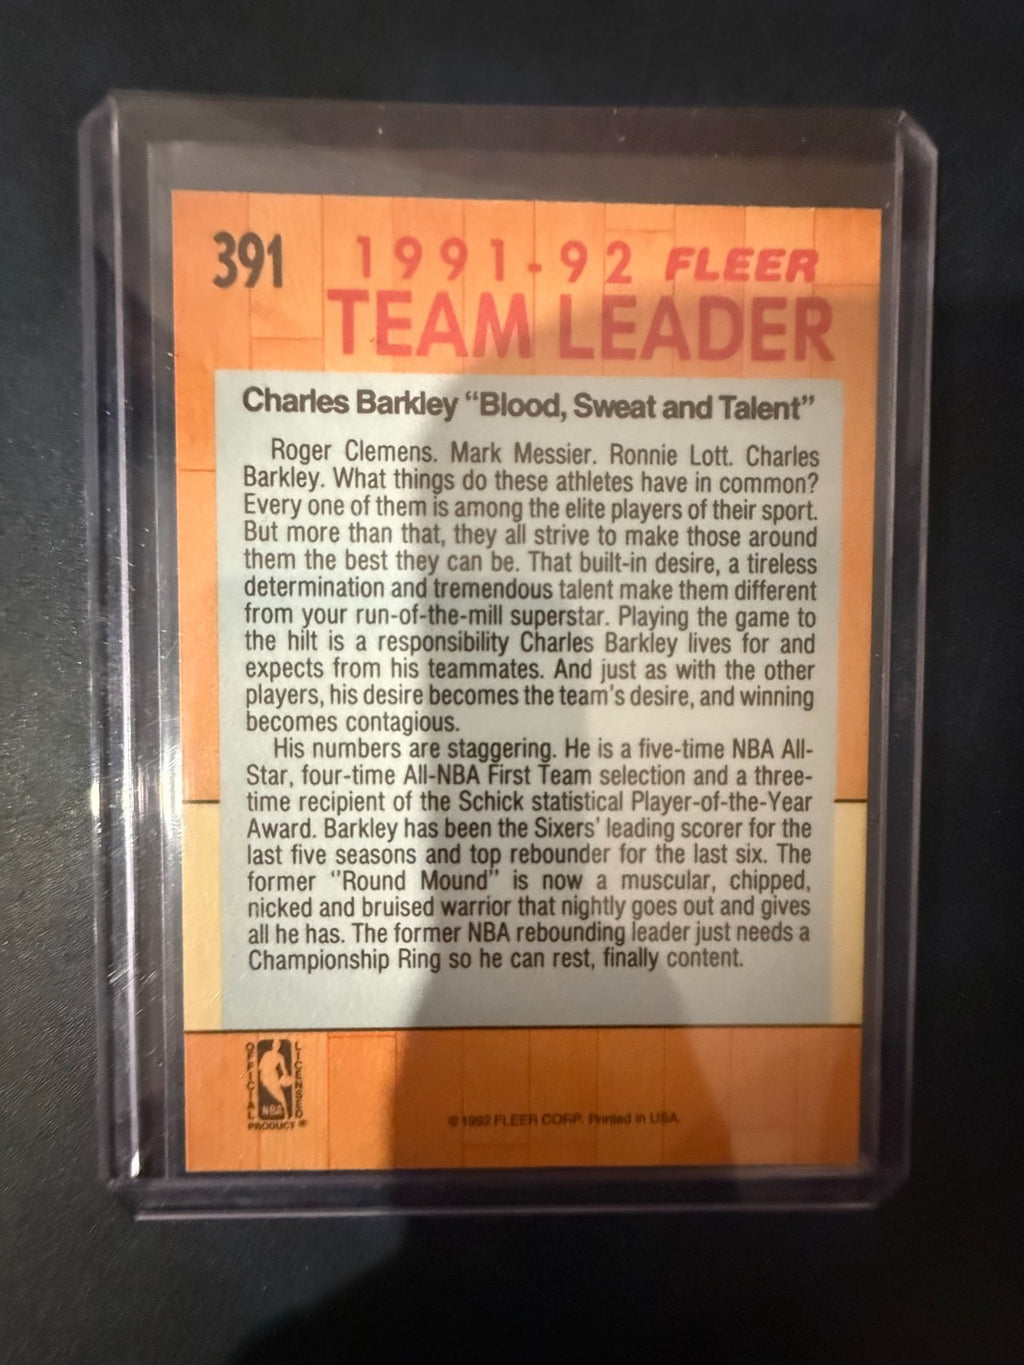 391
1991-92 FLEER
TEAM LEADER
Charles Barkley “Blood, Sweat and Talent”
Roger Clemens. Mark Messier. Ronnie Lott. Charles
Barkley. What things do these athletes have in common?
Every one of them is among the elite players of their sport.
But more than that, they all strive to make those around
them the best they can be. That built-in desire, a tireless
determination and tremendous talent make them different
from your run-of-the-mill superstar. Playing the game to
the hilt is a responsibility Charles Barkley lives for and
expects from his teammates. And just as with the other
players, his desire becomes the team's desire, and winning
becomes contagious.
His numbers are staggering. He is a five-time NBA All-
Star, four-time All-NBA First Team selection and a three-
time recipient of the Schick statistical Player-of-the-Year
Award. Barkley has been the Sixers' leading scorer for the
last five seasons and top rebounder for the last six. The
former "Round Mound" is now a muscular, chipped,
nicked and bruised warrior that nightly goes out and gives
all he has. The former NBA rebounding leader just needs a
Championship Ring so he can rest, finally content.
OFFICIAL
NBA
LICENSED
PRODUCT ®
© 1992 FLEER CORP. Printed in USA